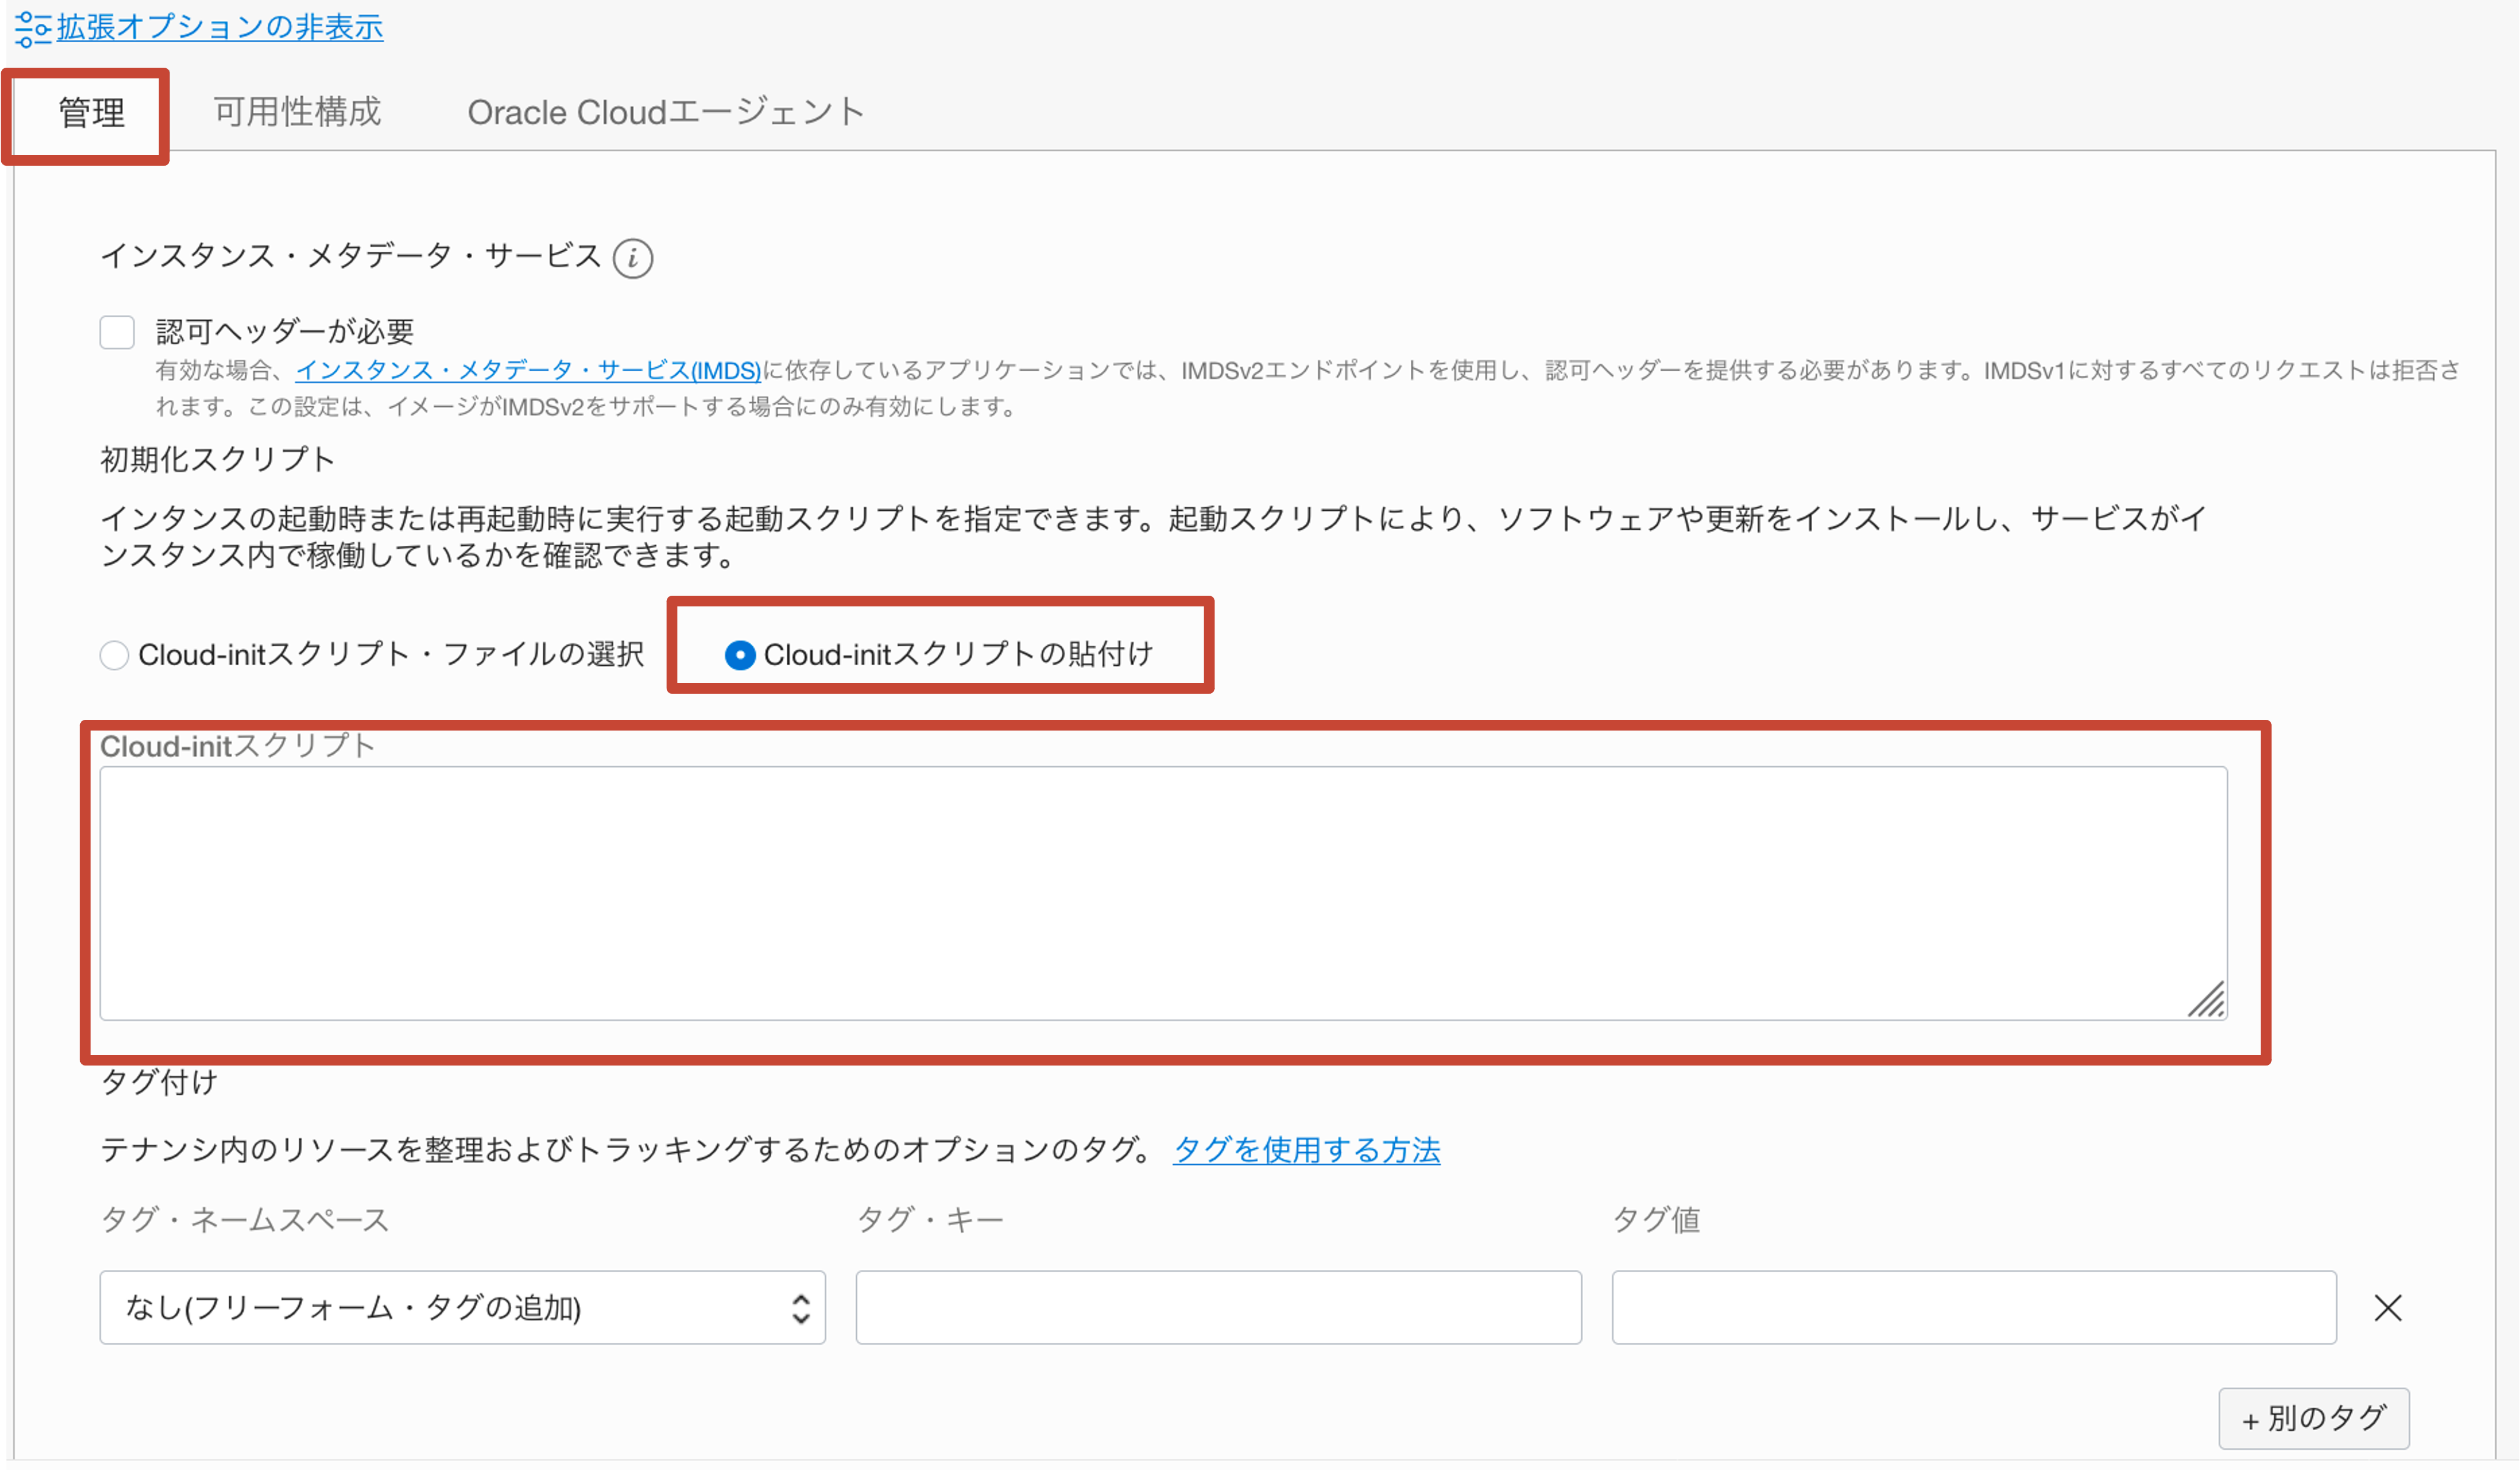 拡張オプションの非表示
管理 可用性構成 Oracle Cloudエージェント
インスタンス・メタデータ・サービス i
認可ヘッダーが必要
有効な場合、インスタンス・メタデータ・サービス(IMDS)に依存しているアプリケーションでは、IMDSv2エンドポイントを使用し、認可ヘッダーを提供する必要があります。IMDSv1に対するすべてのリクエストは拒否さ
れます。この設定は、イメージがIMDSv2をサポートする場合にのみ有効にします。
初期化スクリプト
インタンスの起動時または再起動時に実行する起動スクリプトを指定できます。起動スクリプトにより、ソフトウェアや更新をインストールし、サービスがイ
ンスタンス内で稼働しているかを確認できます。
Cloud-initスクリプト・ファイルの選択 Cloud-initスクリプトの貼付け
Cloud-initスクリプト
タグ付け
テナンシ内のリソースを整理およびトラッキングするためのオプションのタグ。 タグを使用する方法
タグ・ネームスペース タグ・キー タグ値
なし(フリーフォーム・タグの追加)
+ 別のタグ